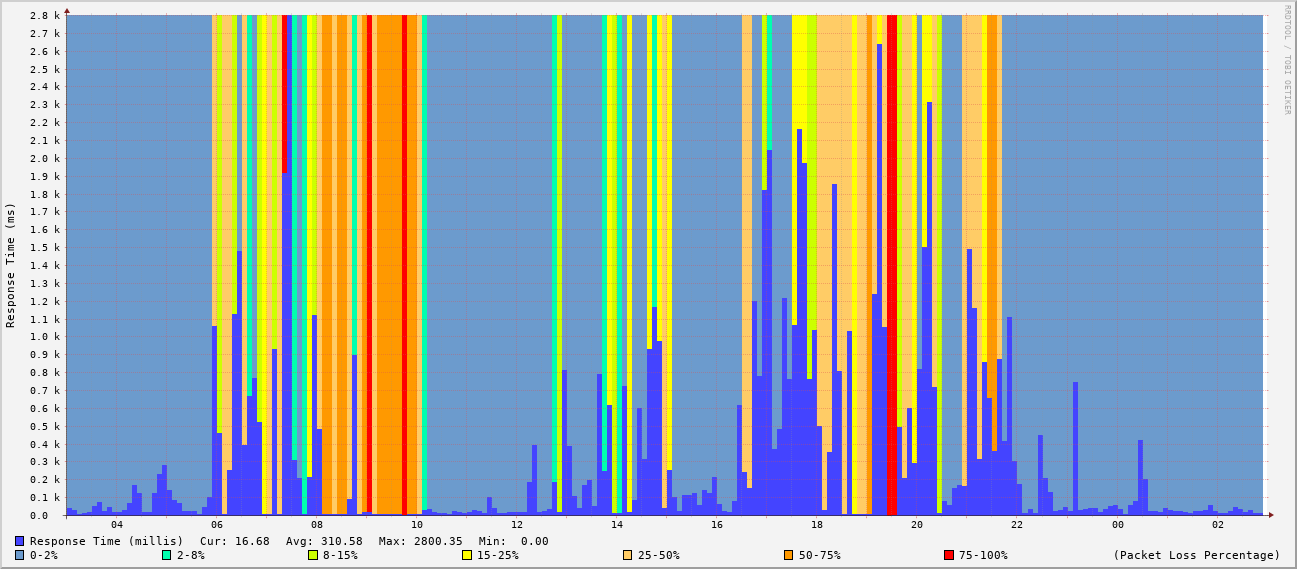 2.8 k
2.7 k
2.6 k
2.5 k
2.4 k
2.3 k
2.2 k
2.1 k
2.0 k
1.9 k
1.8 k
1.7 k
1.6 k
1.5 k
1.4 k
1.3 k
1.2 k
1.1 k
1.0 k
0.9 k
0.8 k
0.7 k
0.6 k
0.5 k
0.4 k
0.3 k
0.2 k
0.1 k
0.0
Response Time (ms)
RRDTOOL / TOBI OETIKER
04 06 08 10 12 14 16 18 20 22 00 02
Response Time (millis) Cur: 16.68 Avg: 310.58 Max: 2800.35 Min: 0.00
0-2% 2-8% 8-15% 15-25% 25-50% 50-75% 75-100% (Packet Loss Percentage)